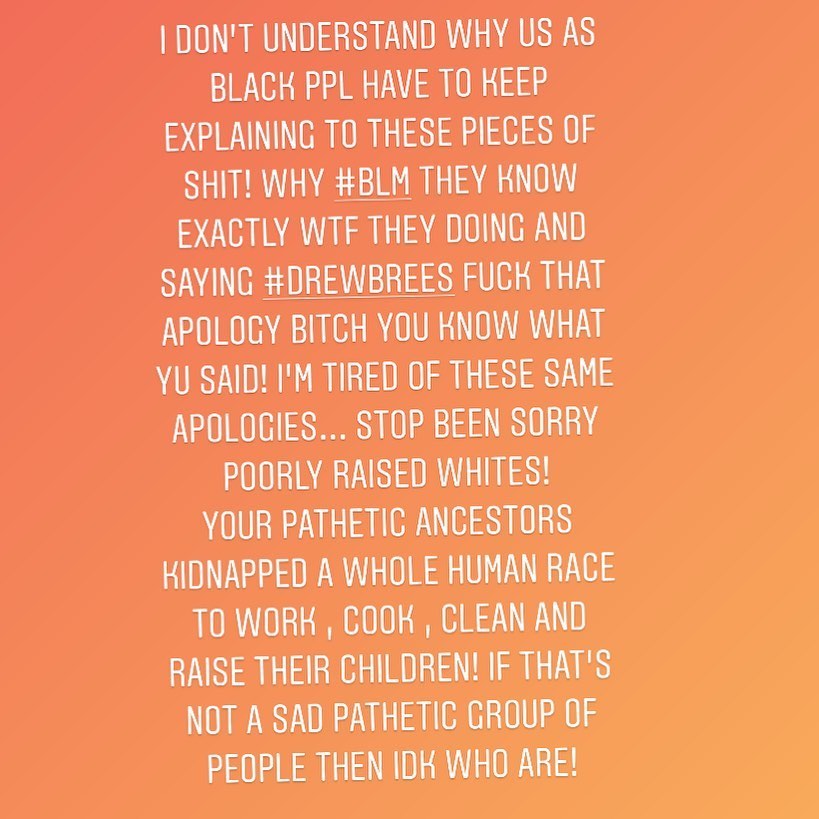 I DON'T UNDERSTAND WHY US AS
BLACK PPL HAVE TO KEEP
EXPLAINING TO THESE PIECES OF
SHIT! WHY #BLM THEY KNOW
EXACTLY WTF THEY DOING AND
SAYING #DREWBREES FUCK THAT
APOLOGY BITCH YOU KNOW WHAT
YU SAID! I'M TIRED OF THESE SAME
APOLOGIES... STOP BEEN SORRY
POORLY RAISED WHITES!
YOUR PATHETIC ANCESTORS
KIDNAPPED A WHOLE HUMAN RACE
TO WORK , COOK , CLEAN AND
RAISE THEIR CHILDREN! IF THAT'S
NOT A SAD PATHETIC GROUP OF
PEOPLE THEN IDK WHO ARE!